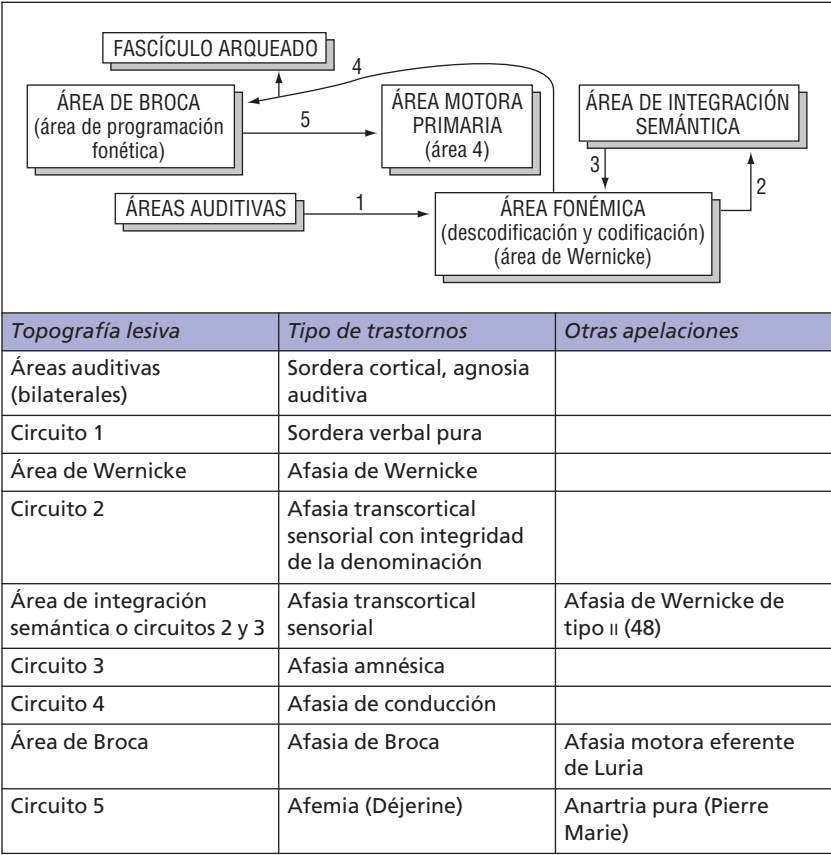 FASCÍCULO ARQUEADO
4
ÁREA DE BROCA
(área de programación
fonética)
5
ÁREA MOTORA
PRIMARIA
(área 4)
ÁREA DE INTEGRACIÓN
SEMÁNTICA
3
2
ÁREAS AUDITIVAS
1
ÁREA FONÉMICA
(descodificación y codificación)
(área de Wernicke)
Topografía lesiva
Tipo de trastornos
Otras apelaciones
Áreas auditivas
(bilaterales)
Sordera cortical, agnosia
auditiva
Circuito 1
Sordera verbal pura
Área de Wernicke
Afasia de Wernicke
Circuito 2
Afasia transcortical
sensorial con integridad
de la denominación
Área de integración
semántica o circuitos 2 y 3
Afasia transcortical
sensorial
Afasia de Wernicke de
tipo II (48)
Circuito 3
Afasia amnésica
Circuito 4
Afasia de conducción
Área de Broca
Afasia de Broca
Afasia motora eferente
de Luria
Circuito 5
Afemia (Déjerine)
Anartria pura (Pierre
Marie)